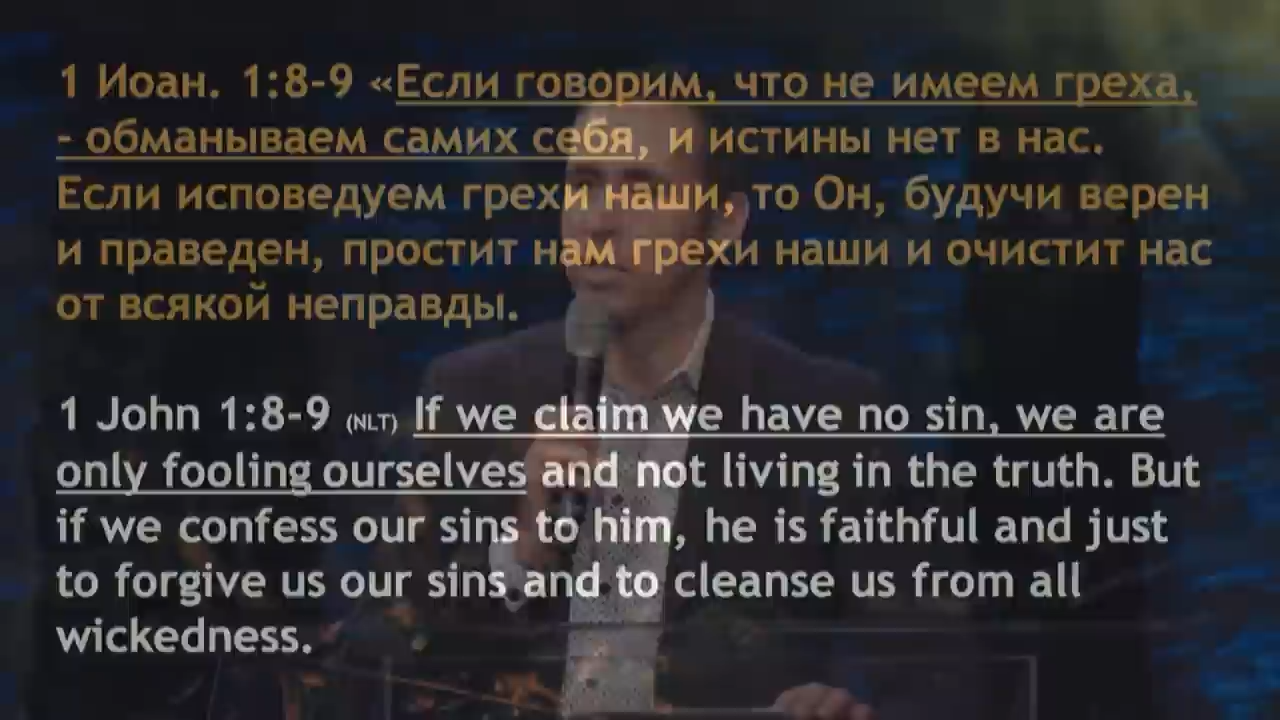 1 Иоан. 1:8-9 «Если говорим, что не имеем греха,
- обманываем самих себя, и истины нет в нас.
Если исповедуем грехи наши, то Он, будучи верен
и праведен, простит нам грехи наши и очистит нас
от всякой неправды.
1 John 1:8-9 (NLT) If we claim we have no sin, we are
only fooling ourselves and not living in the truth. But
if we confess our sins to him, he is faithful and just
to forgive us our sins and to cleanse us from all
wickedness.